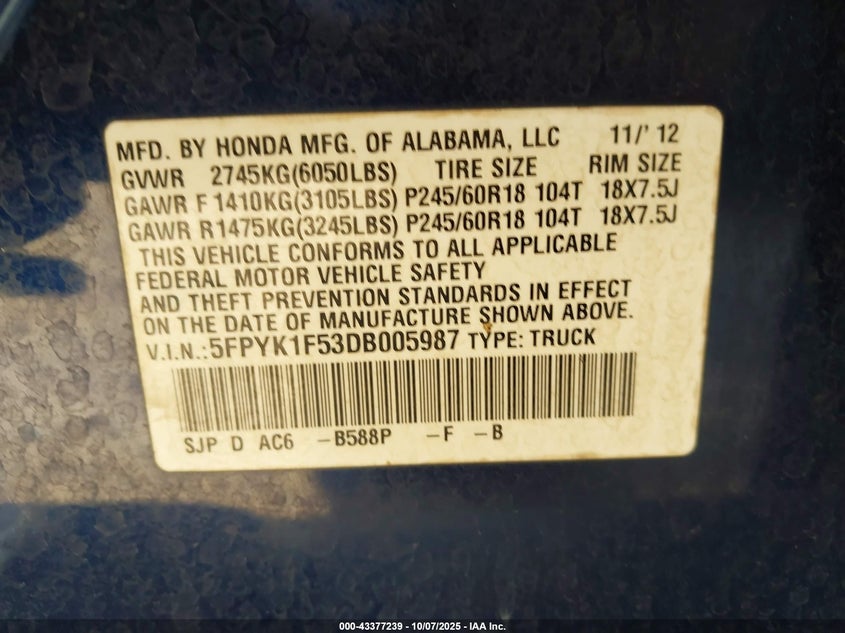 MFD. BY HONDA MFG. OF ALABAMA, LLC 11/' 12
GVWR 2745KG(6050LBS) TIRE SIZE RIM SIZE
GAWR F 1410KG(3105LBS) P245/60R18 104T 18X7.5J
GAWR R1475KG(3245LBS) P245/60R18 104T 18X7.5J
THIS VEHICLE CONFORMS TO ALL APPLICABLE
FEDERAL MOTOR VEHICLE SAFETY
AND THEFT PREVENTION STANDARDS IN EFFECT
ON THE DATE OF MANUFACTURE SHOWN ABOVE.
V.I.N.:5FPYK1F53DB005987 TYPE: TRUCK
SJP D AC6 -B588P -F -B
000-43377239 - 10/07/2025 - IAA Inc.